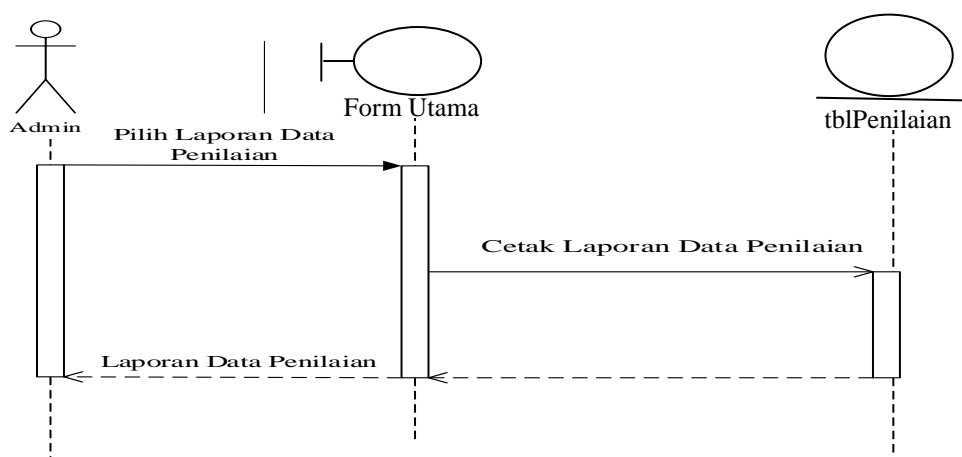 Admin
Form Utama
tblPenilaian
Pilih Laporan Data
Penilaian
Cetak Laporan Data Penilaian
Laporan Data Penilaian